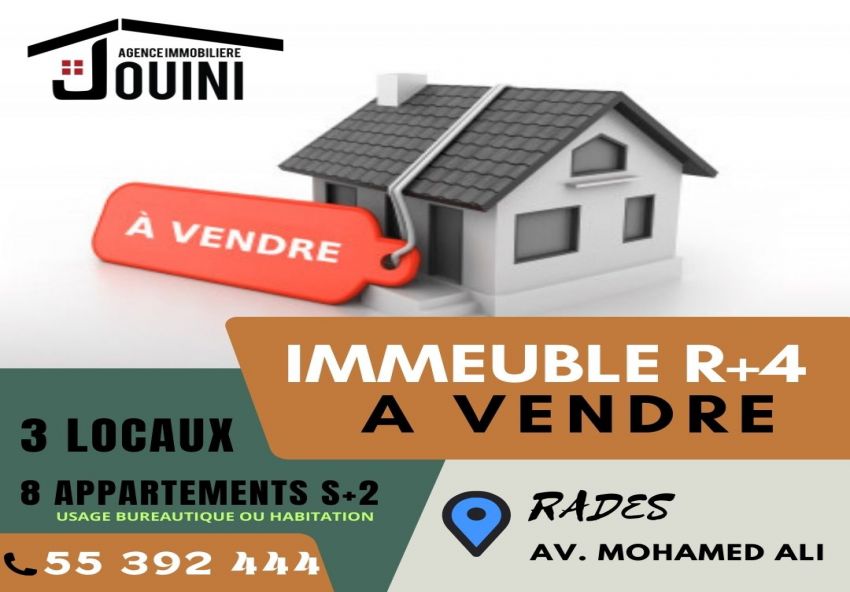 AGENCE IMMOBILIERE
JOUINI
À VENDRE
IMMEUBLE R+4
A VENDRE
3 LOCAUX
8 APPARTEMENTS S+2
USAGE BUREAUTIQUE OU HABITATION
55 392 444
RADES
AV. MOHAMED ALI